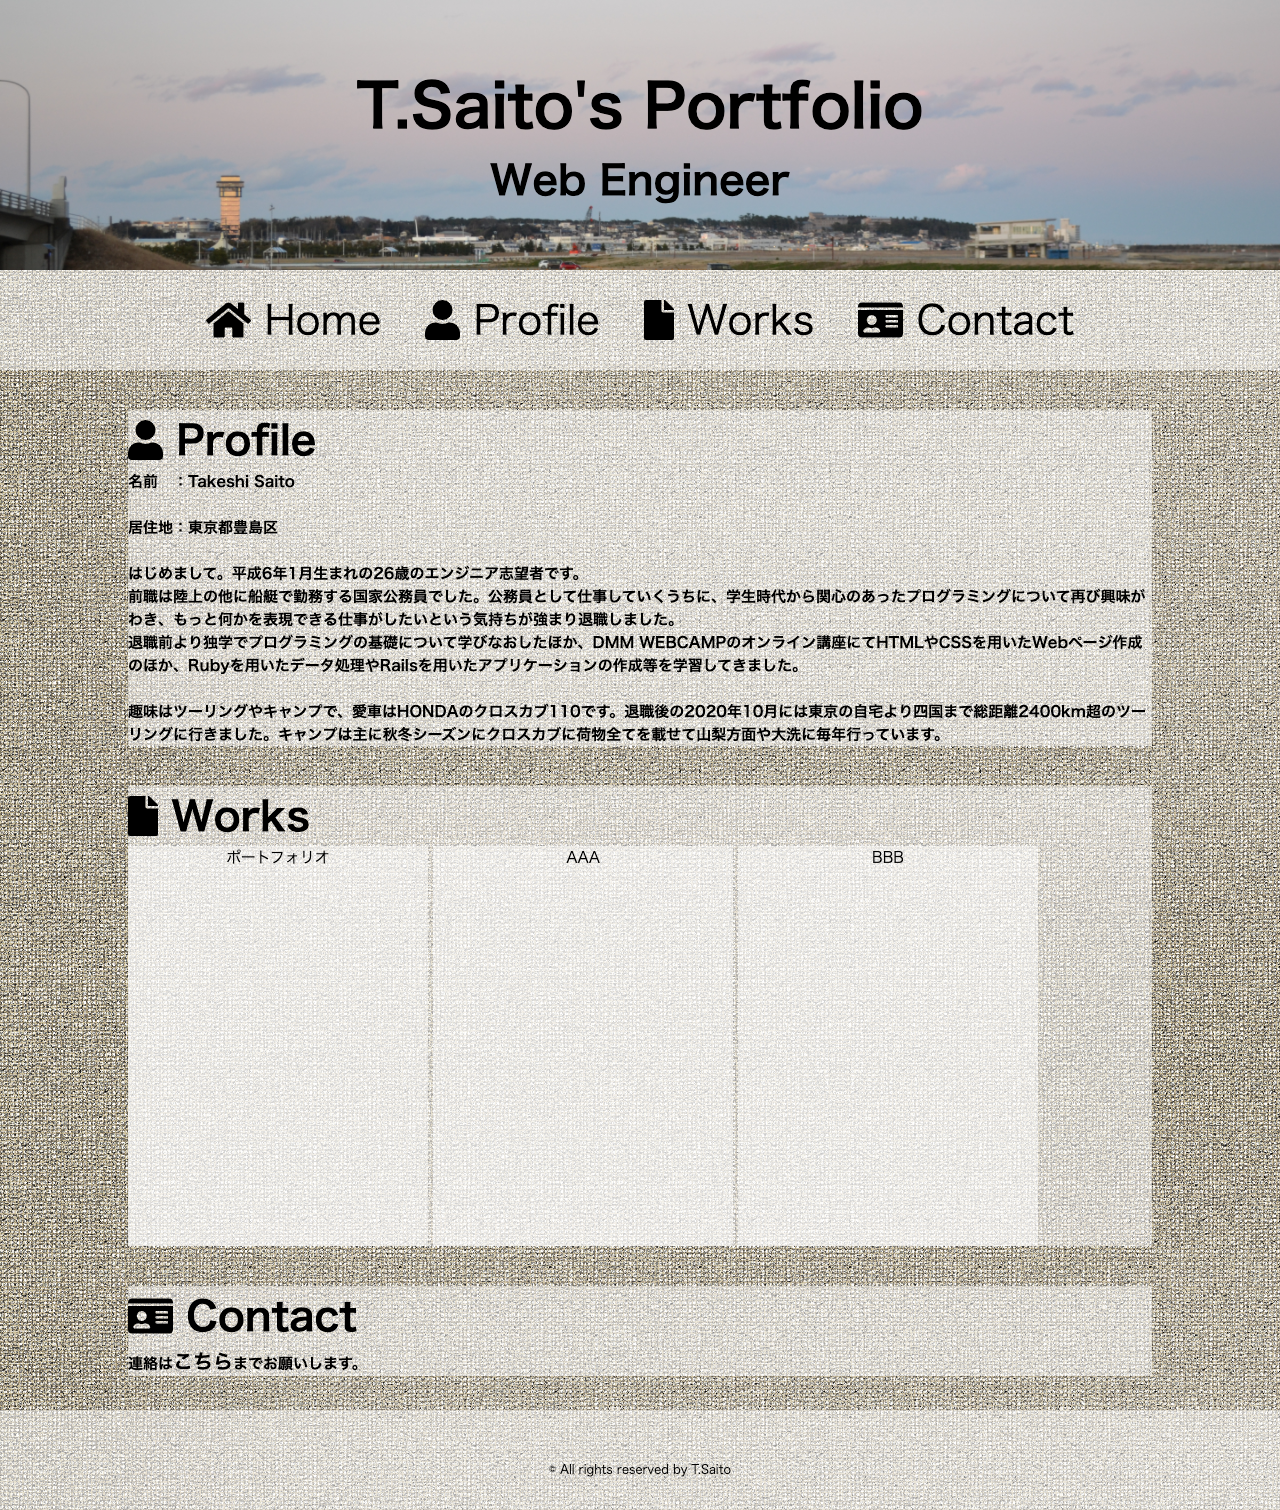 T.Saito's Portfolio
Web Engineer
Home Profile Works Contact
Profile
名前　：Takeshi Saito
居住地：東京都豊島区
はじめまして。平成6年1月生まれの26歳のエンジニア志望者です。
前職は陸上の他に船艇で勤務する国家公務員でした。公務員として仕事していくうちに、学生時代から関心のあったプログラミングについて再び興味が
わき、もっと何かを表現できる仕事がしたいという気持ちが強まり退職しました。
退職前より独学でプログラミングの基礎について学びなおしたほか、DMM WEBCAMPのオンライン講座にてHTMLやCSSを用いたWebページ作成
のほか、Rubyを用いたデータ処理やRailsを用いたアプリケーションの作成等を学習してきました。
趣味はツーリングやキャンプで、愛車はHONDAのクロスカブ110です。退職後の2020年10月には東京の自宅より四国まで総距離2400km超のツー
リングに行きました。キャンプは主に秋冬シーズンにクロスカブに荷物全てを載せて山梨方面や大洗に毎年行っています。
Works
ポートフォリオ AAA BBB
Contact
連絡はこちらまでお願いします。
© All rights reserved by T.Saito